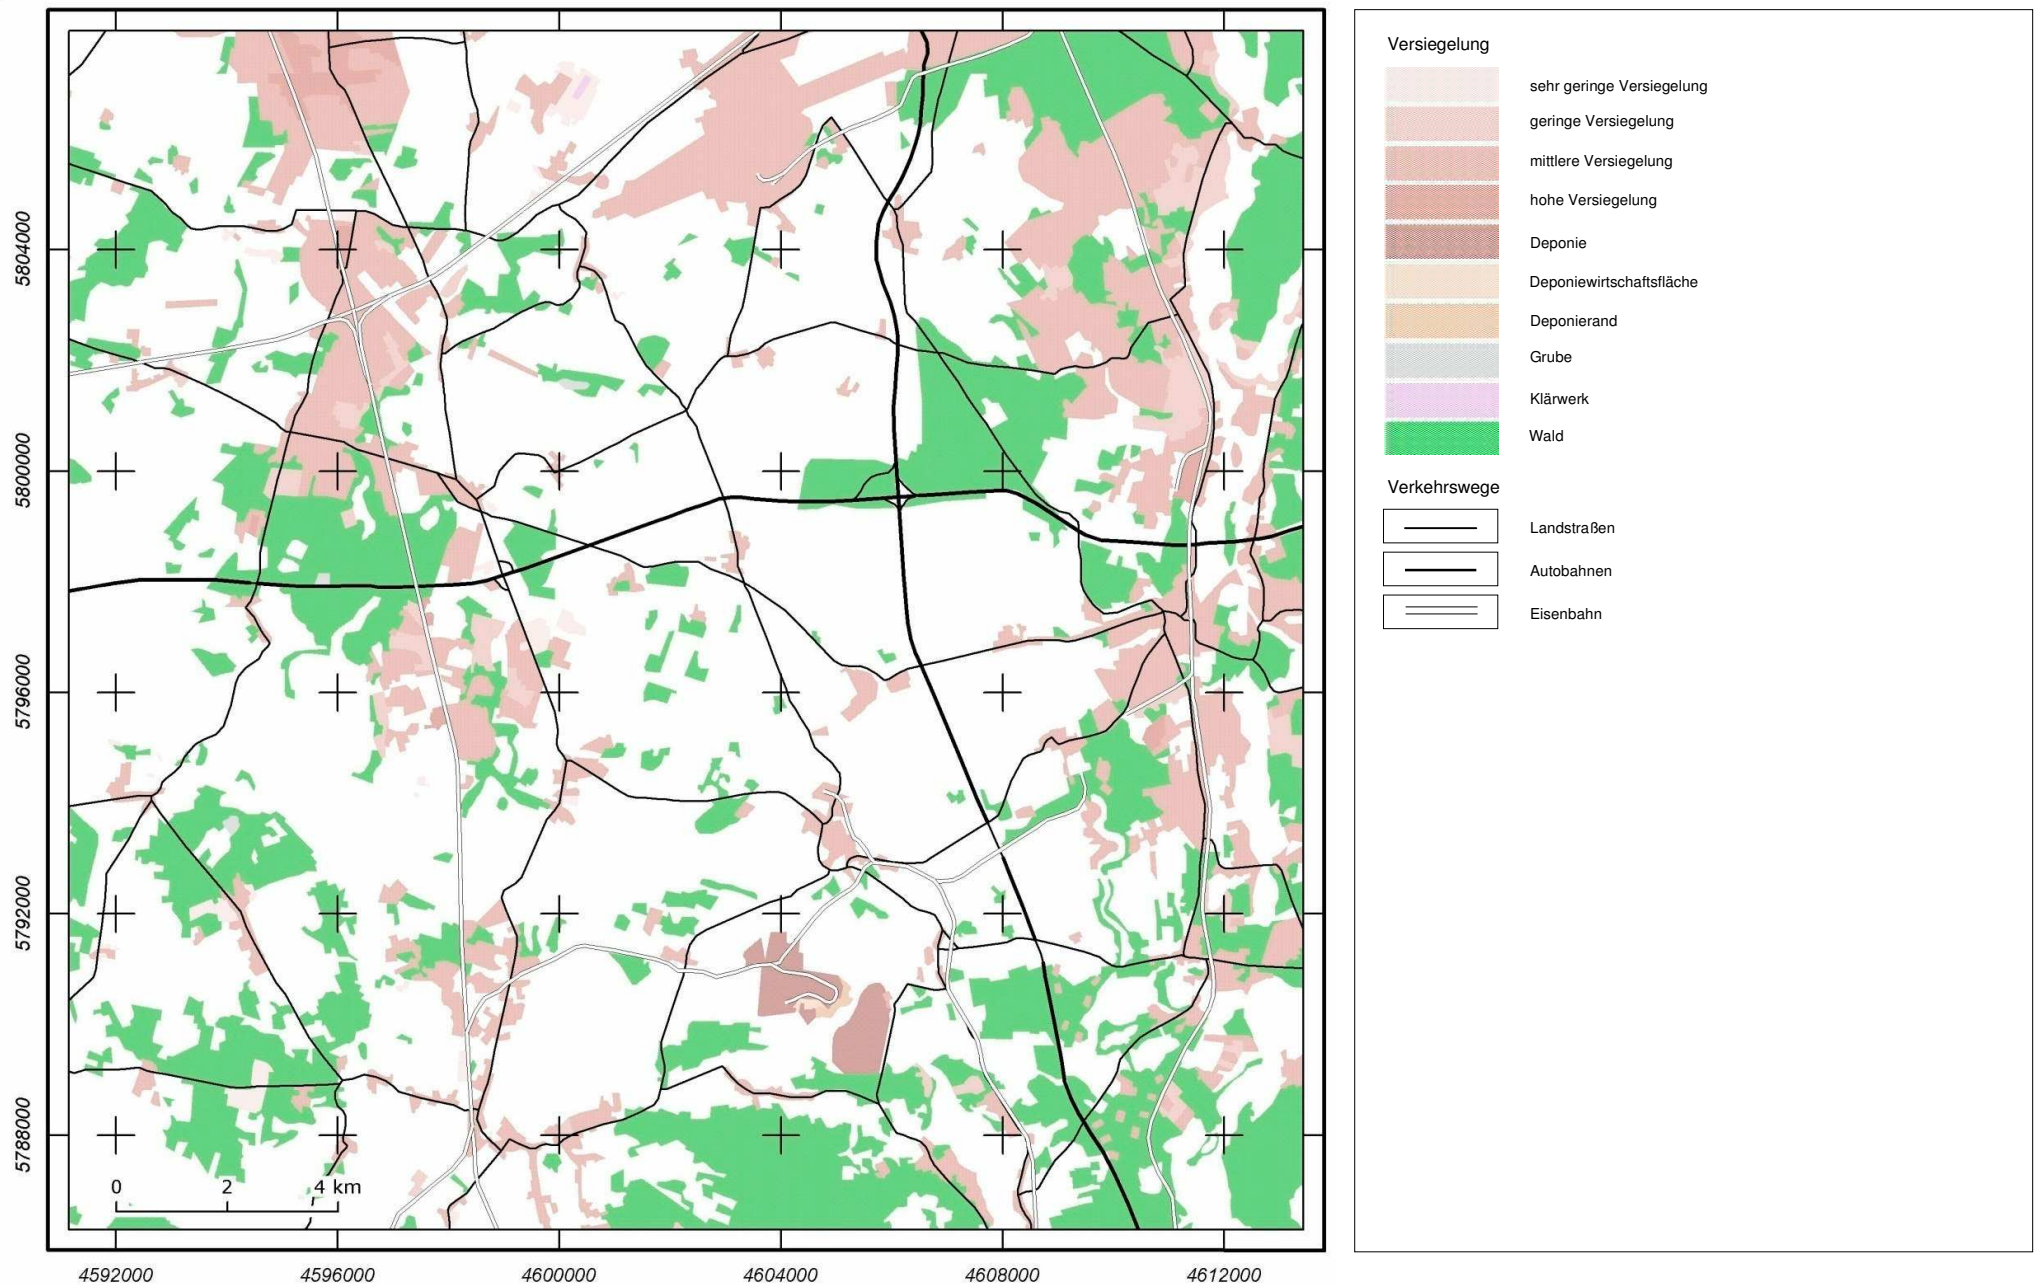 5804000
5800000
5796000
5792000
5788000
0 2 4 km
4592000 4596000 4600000 4604000 4608000 4612000
Versiegelung
sehr geringe Versiegelung
geringe Versiegelung
mittlere Versiegelung
hohe Versiegelung
Deponie
Deponiewirtschaftsfläche
Deponierand
Grube
Klärwerk
Wald
Verkehrswege
Landstraßen
Autobahnen
Eisenbahn